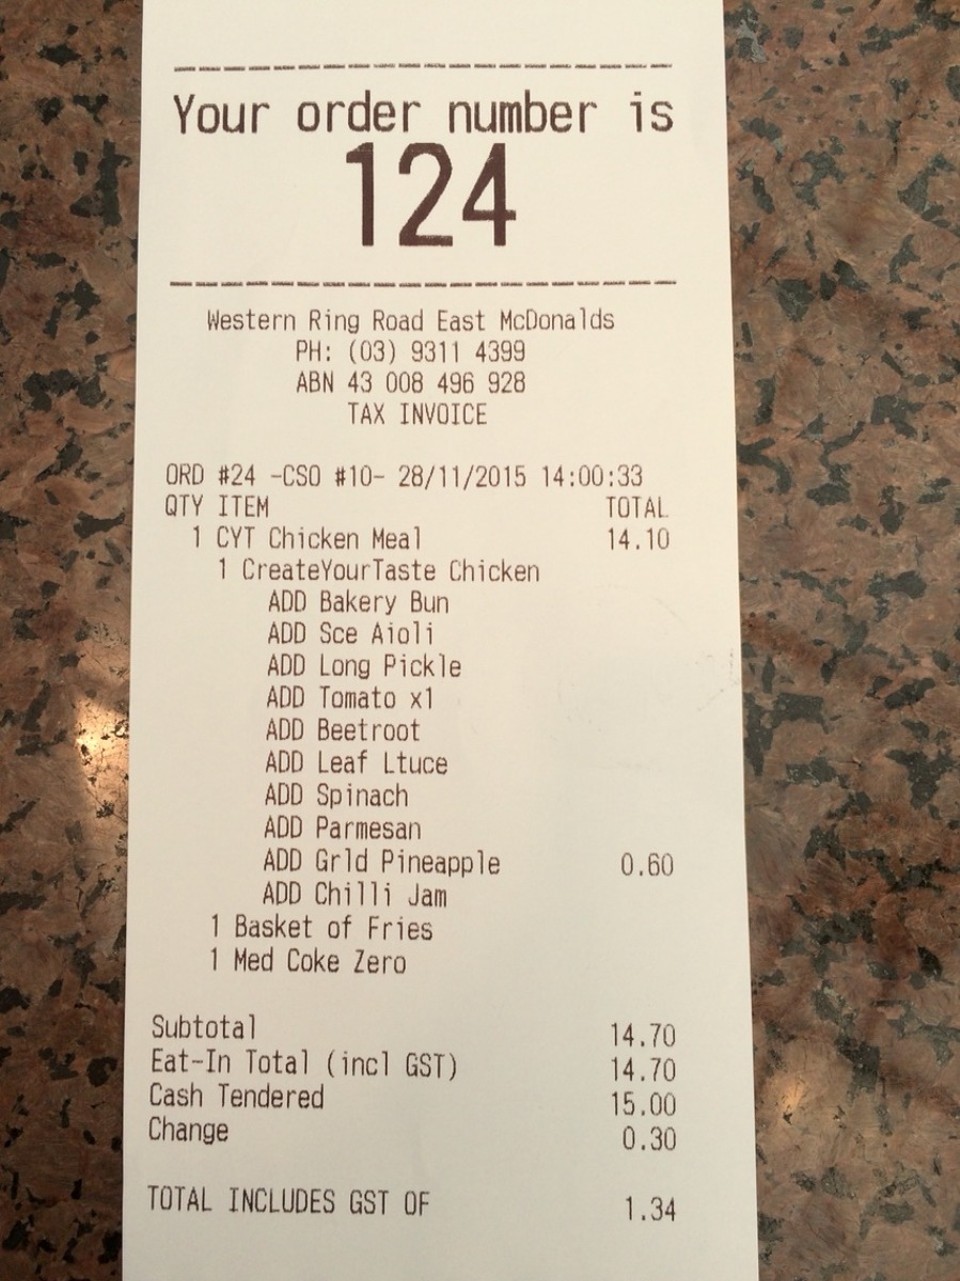 Your order number is
124
Western Ring Road East McDonalds
PH: (03) 9311 4399
ABN 43 008 496 928
TAX INVOICE
ORD #24 -CSO #10- 28/11/2015 14:00:33
QTY ITEM TOTAL
1 CYT Chicken Meal 14.10
1 CreateYourTaste Chicken
ADD Bakery Bun
ADD Sce Aioli
ADD Long Pickle
ADD Tomato x1
ADD Beetroot
ADD Leaf Ltuce
ADD Spinach
ADD Parmesan
ADD Grld Pineapple 0.60
ADD Chilli Jam
1 Basket of Fries
1 Med Coke Zero
Subtotal 14.70
Eat-In Total (incl GST) 14.70
Cash Tendered 15.00
Change 0.30
TOTAL INCLUDES GST OF 1.34